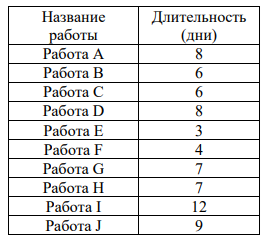 Название работы Длительность (дни)
Работа A 8
Работа B 6
Работа C 6
Работа D 8
Работа E 3
Работа F 4
Работа G 7
Работа H 7
Работа I 12
Работа J 9